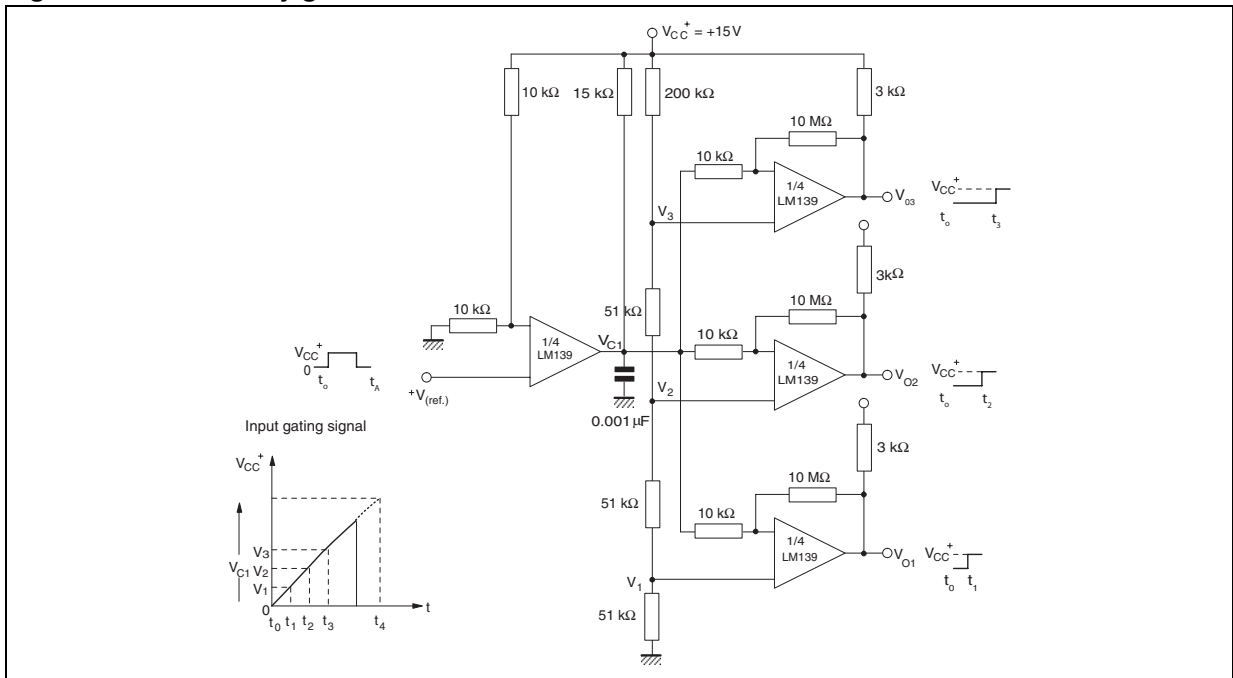 VCC+ = +15 V
10 kΩ
15 kΩ
200 kΩ
3 kΩ
10 MΩ
10 kΩ
1/4
LM139
V03
VCC+
to
t3
V3
3kΩ
51 kΩ
10 MΩ
10 kΩ
10 kΩ
1/4
LM139
VC1
1/4
LM139
VO2
VCC+
to
t2
VCC+
0
to
tA
+V(ref.)
V2
0.001 µF
Input gating signal
3 kΩ
VCC+
10 MΩ
51 kΩ
10 kΩ
1/4
LM139
VO1
VCC+
t0
t1
V3
VC1
V2
V1
0
t
t0
t1
t2
t3
t4
V1
51 kΩ